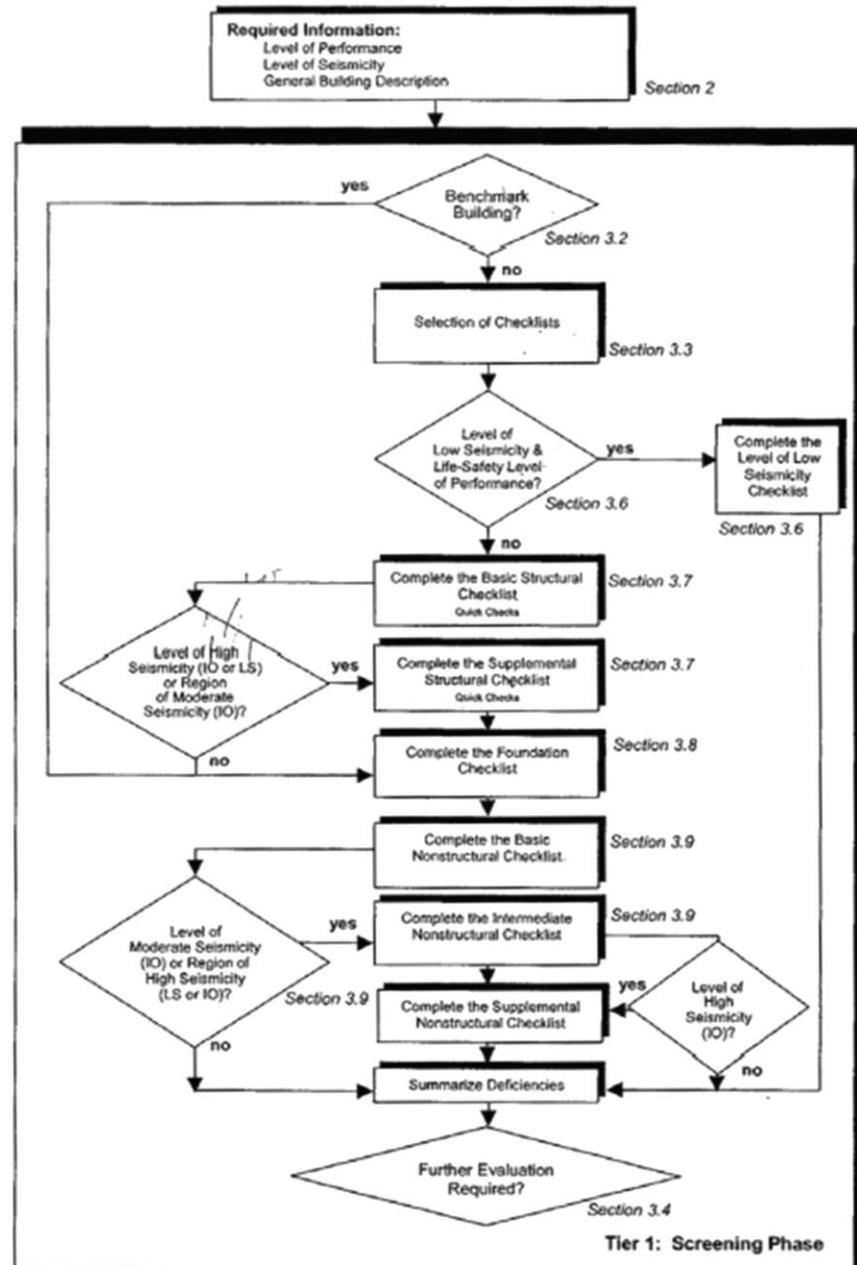 Required Information:
Level of Performance
Level of Seismicity
General Building Description
Section 2
yes
Benchmark
Building?
Section 3.2
no
Selection of Checklists
Section 3.3
Level of
Low Seismicity &
Life-Safety Level
of Performance?
yes
Section 3.6
Complete the
Level of Low
Seismicity
Checklist
Section 3.6
no
Complete the Basic Structural
Checklist
Quick Checks
Section 3.7
Level of High
Seismicity (IO or LS)
or Region
of Moderate
Seismicity (IO)?
yes
Complete the Supplemental
Structural Checklist
Quick Checks
Section 3.7
no
Complete the Foundation
Checklist
Section 3.8
Complete the Basic
Nonstructural Checklist
Section 3.9
Level of
Moderate Seismicity
(IO) or Region of
High Seismicity
(LS or IO)?
yes
Section 3.9
Complete the Intermediate
Nonstructural Checklist
Section 3.9
yes
Level of
High
Seismicity
(IO)?
Complete the Supplemental
Nonstructural Checklist
no
no
Summarize Deficiencies
Further Evaluation
Required?
Section 3.4
Tier 1: Screening Phase